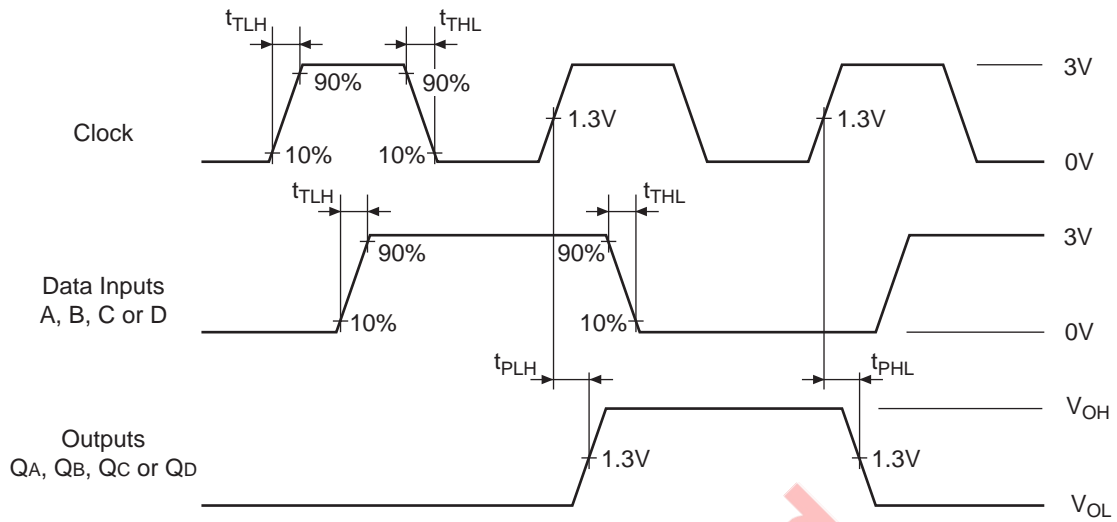 tTLH tTHL
90% 90% 3V
Clock 1.3V 1.3V
10% 10% 0V
tTLH tTHL
90% 90% 3V
Data Inputs
A, B, C or D
10% 10% 0V
tPLH tPHL
VOH
Outputs
QA, QB, QC or QD
1.3V 1.3V
VOL